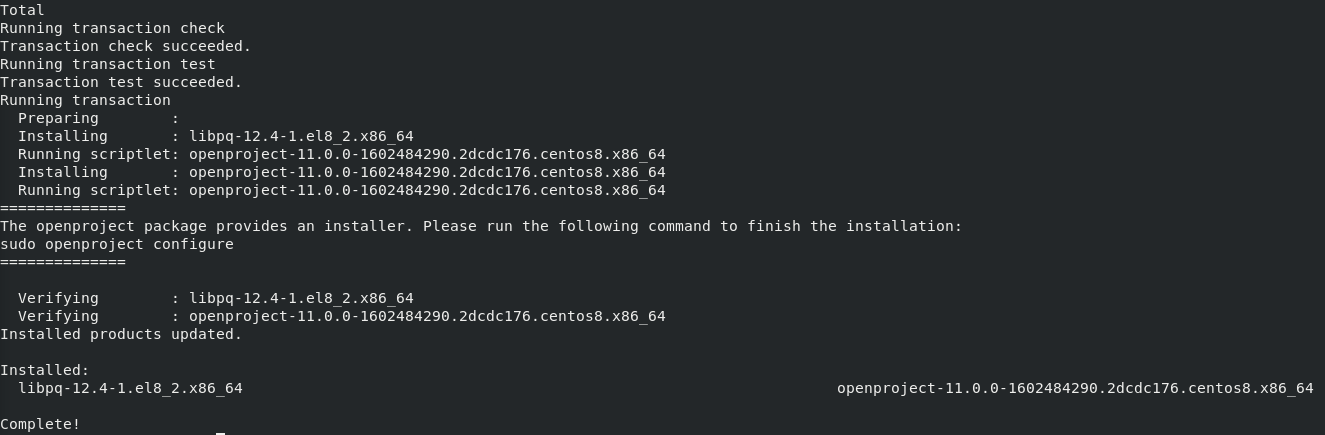 Total
Running transaction check
Transaction check succeeded.
Running transaction test
Transaction test succeeded.
Running transaction
  Preparing        :
  Installing       : libpq-12.4-1.el8_2.x86_64
  Running scriptlet: openproject-11.0.0-1602484290.2dcdc176.centos8.x86_64
  Installing       : openproject-11.0.0-1602484290.2dcdc176.centos8.x86_64
  Running scriptlet: openproject-11.0.0-1602484290.2dcdc176.centos8.x86_64
==============
The openproject package provides an installer. Please run the following command to finish the installation:
sudo openproject configure
==============

  Verifying        : libpq-12.4-1.el8_2.x86_64
  Verifying        : openproject-11.0.0-1602484290.2dcdc176.centos8.x86_64
Installed products updated.

Installed:
  libpq-12.4-1.el8_2.x86_64                                                                  openproject-11.0.0-1602484290.2dcdc176.centos8.x86_64

Complete!